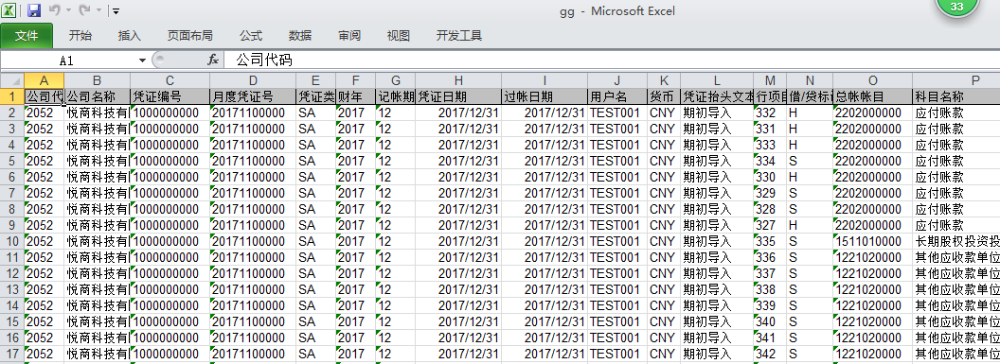 gg - Microsoft Excel
33
文件 开始 插入 页面布局 公式 数据 审阅 视图 开发工具
A1 fx 公司代码
A B C D E F G H I J K L M N O P
1 公司代 公司名称 凭证编号 月度凭证号 凭证类 财年 记帐期 凭证日期 过帐日期 用户名 货币 凭证抬头文本 行项目 借/贷标 总帐帐目 科目名称
2 2052 悦商科技有 1000000000 20171100000 SA 2017 12 2017/12/31 2017/12/31 TEST001 CNY 期初导入 332 H 2202000000 应付账款
3 2052 悦商科技有 1000000000 20171100000 SA 2017 12 2017/12/31 2017/12/31 TEST001 CNY 期初导入 331 H 2202000000 应付账款
4 2052 悦商科技有 1000000000 20171100000 SA 2017 12 2017/12/31 2017/12/31 TEST001 CNY 期初导入 333 H 2202000000 应付账款
5 2052 悦商科技有 1000000000 20171100000 SA 2017 12 2017/12/31 2017/12/31 TEST001 CNY 期初导入 334 S 2202000000 应付账款
6 2052 悦商科技有 1000000000 20171100000 SA 2017 12 2017/12/31 2017/12/31 TEST001 CNY 期初导入 330 H 2202000000 应付账款
7 2052 悦商科技有 1000000000 20171100000 SA 2017 12 2017/12/31 2017/12/31 TEST001 CNY 期初导入 329 S 2202000000 应付账款
8 2052 悦商科技有 1000000000 20171100000 SA 2017 12 2017/12/31 2017/12/31 TEST001 CNY 期初导入 328 S 2202000000 应付账款
9 2052 悦商科技有 1000000000 20171100000 SA 2017 12 2017/12/31 2017/12/31 TEST001 CNY 期初导入 327 H 2202000000 应付账款
10 2052 悦商科技有 1000000000 20171100000 SA 2017 12 2017/12/31 2017/12/31 TEST001 CNY 期初导入 335 S 1511010000 长期股权投资投
11 2052 悦商科技有 1000000000 20171100000 SA 2017 12 2017/12/31 2017/12/31 TEST001 CNY 期初导入 336 S 1221020000 其他应收款单位
12 2052 悦商科技有 1000000000 20171100000 SA 2017 12 2017/12/31 2017/12/31 TEST001 CNY 期初导入 337 S 1221020000 其他应收款单位
13 2052 悦商科技有 1000000000 20171100000 SA 2017 12 2017/12/31 2017/12/31 TEST001 CNY 期初导入 338 S 1221020000 其他应收款单位
14 2052 悦商科技有 1000000000 20171100000 SA 2017 12 2017/12/31 2017/12/31 TEST001 CNY 期初导入 339 S 1221020000 其他应收款单位
15 2052 悦商科技有 1000000000 20171100000 SA 2017 12 2017/12/31 2017/12/31 TEST001 CNY 期初导入 340 S 1221020000 其他应收款单位
16 2052 悦商科技有 1000000000 20171100000 SA 2017 12 2017/12/31 2017/12/31 TEST001 CNY 期初导入 341 S 1221020000 其他应收款单位
17 2052 悦商科技有 1000000000 20171100000 SA 2017 12 2017/12/31 2017/12/31 TEST001 CNY 期初导入 342 S 1221020000 其他应收款单位